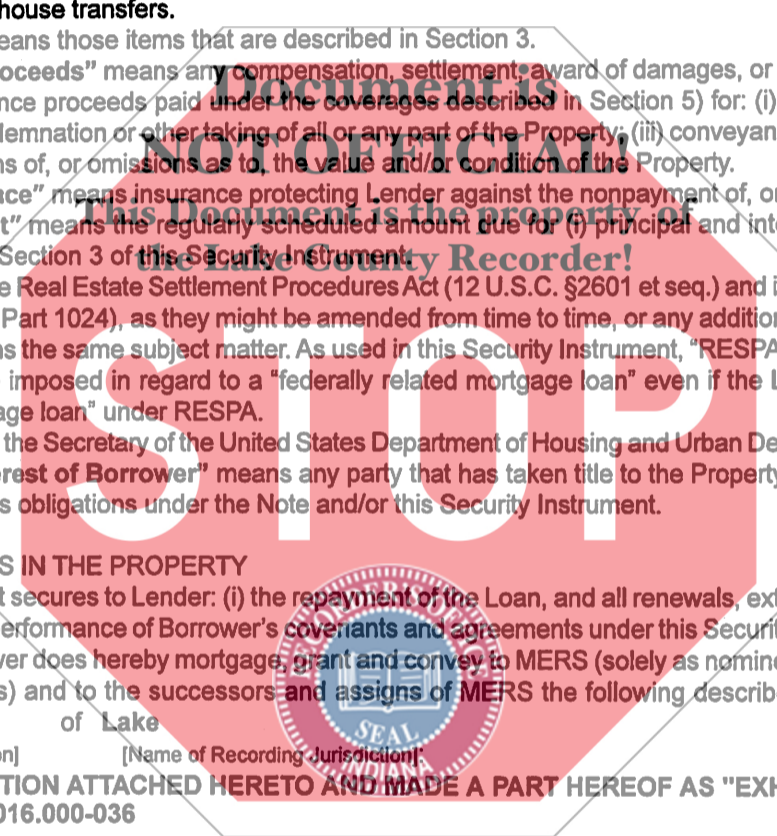 house transfers.
eans those items that are described in Section 3.
oceeds” means any compensation, settlement, award of damages, or
nce proceeds paid under the coverages described in Section 5) for: (i)
Document is
lemnation or other taking of all or any part of the Property, (iii) conveyan
NOT OFFICIAL!
ns of, or omissions as to, the value and/or condition of the Property.
ce” means insurance protecting Lender against the nonpayment of, or
This Document is the property of
t” means the regularly scheduled amount due for (i) principal and inte
Section 3 of this Security Instrument.
the Lake County Recorder!
e Real Estate Settlement Procedures Act (12 U.S.C. §2601 et seq.) and i
Part 1024), as they might be amended from time to time, or any addition
s the same subject matter. As used in this Security Instrument, “RESPA
imposed in regard to a “federally related mortgage loan” even if the L
age loan” under RESPA.
STOP
the Secretary of the United States Department of Housing and Urban De
rest of Borrower” means any party that has taken title to the Property
s obligations under the Note and/or this Security Instrument.
S IN THE PROPERTY
t secures to Lender: (i) the repayment of the Loan, and all renewals, ext
erformance of Borrower’s covenants and agreements under this Securit
ver does hereby mortgage, grant and convey to MERS (solely as nomine
s) and to the successors and assigns of MERS the following describ
of Lake
SEAL
INDIANA
on] [Name of Recording Jurisdiction]:
TION ATTACHED HERETO AND MADE A PART HEREOF AS "EXH
016.000-036